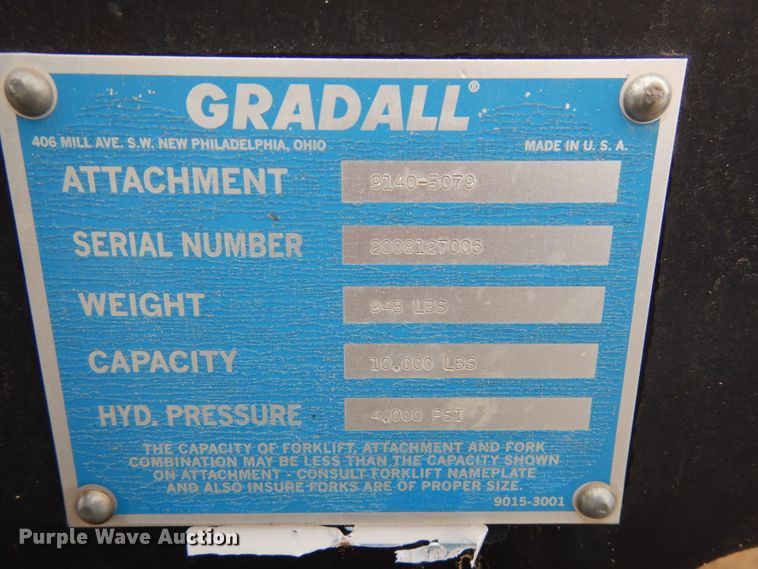 GRADALL®
406 MILL AVE. S.W. NEW PHILADELPHIA, OHIO MADE IN U. S. A.
ATTACHMENT 9140-5079
SERIAL NUMBER 2008127006
WEIGHT 948 LBS
CAPACITY 10.000 LBS
HYD. PRESSURE 4.000 PSI
THE CAPACITY OF FORKLIFT, ATTACHMENT AND FORK
COMBINATION MAY BE LESS THAN THE CAPACITY SHOWN
ON ATTACHMENT - CONSULT FORKLIFT NAMEPLATE
AND ALSO INSURE FORKS ARE OF PROPER SIZE.
9015-3001
Purple Wave Auction